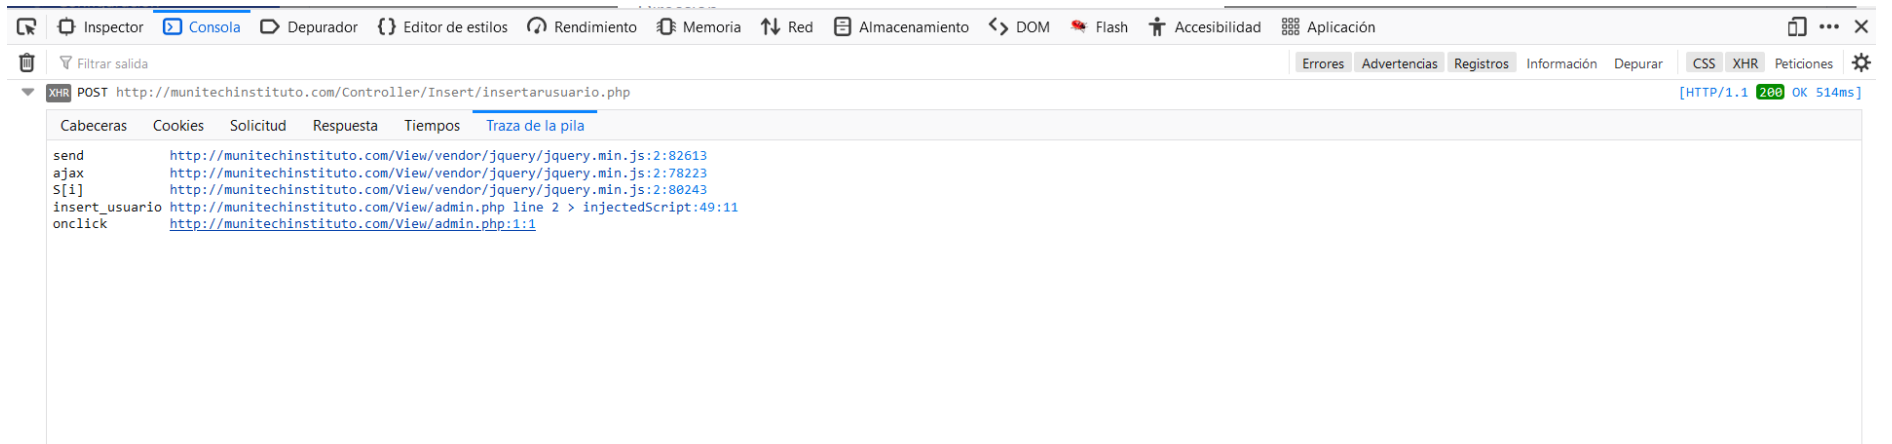 Inspector Consola Depurador Editor de estilos Rendimiento Memoria Red Almacenamiento DOM Flash Accesibilidad Aplicación
Filtrar salida Errores Advertencias Registros Información Depurar CSS XHR Peticiones
XHR POST http://munitechinstituto.com/Controller/Insert/insertarusuario.php [HTTP/1.1 200 OK 514ms]
Cabeceras Cookies Solicitud Respuesta Tiempos Traza de la pila
send http://munitechinstituto.com/View/vendor/jquery/jquery.min.js:2:82613
ajax http://munitechinstituto.com/View/vendor/jquery/jquery.min.js:2:78223
S[i] http://munitechinstituto.com/View/vendor/jquery/jquery.min.js:2:80243
insert_usuario http://munitechinstituto.com/View/admin.php line 2 > injectedScript:49:11
onclick http://munitechinstituto.com/View/admin.php:1:1